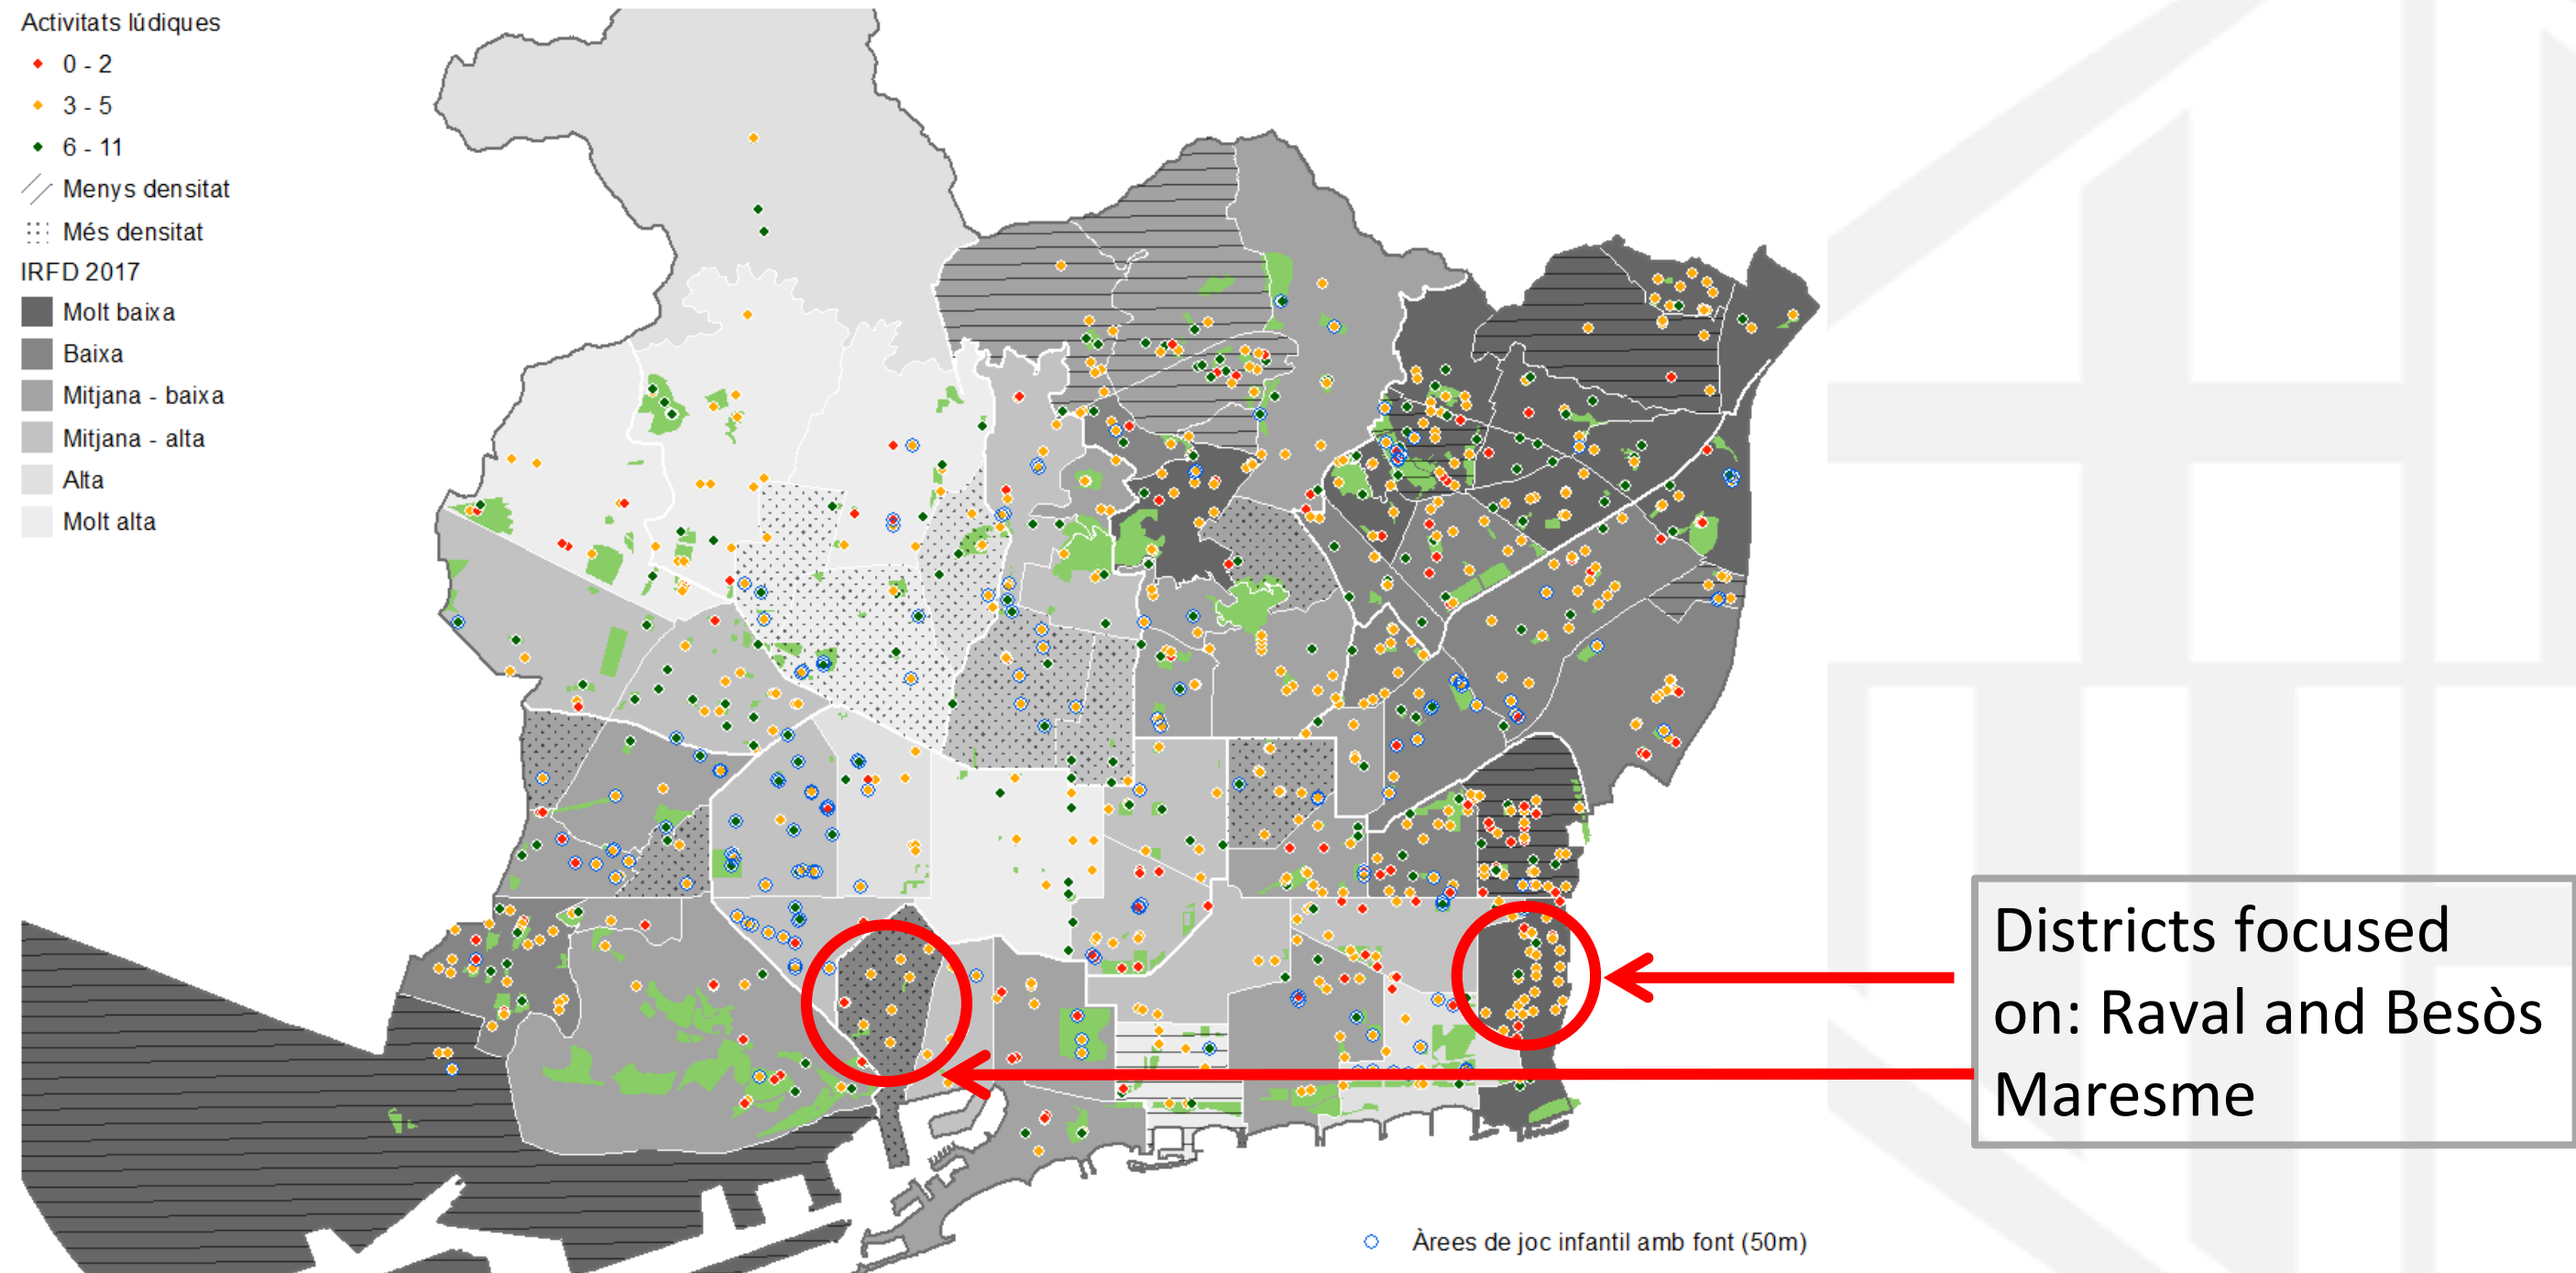 Activitats lúdiques
0 - 2
3 - 5
6 - 11
Menys densitat
Més densitat
IRFD 2017
Molt baixa
Baixa
Mitjana - baixa
Mitjana - alta
Alta
Molt alta
Districts focused
on: Raval and Besòs
Maresme
Àrees de joc infantil amb font (50m)